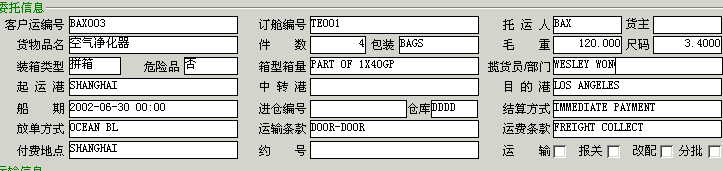 委托信息
客户运编号 BAX003 订舱编号 TE001 托运人 BAX 货主
货物品名 空气净化器 件数 4 包装 BAGS 毛重 120.000 尺码 3.4000
装箱类型 拼箱 危险品 否 箱型箱量 PART OF 1X40GP 揽货员/部门 WESLEY WONG
起运港 SHANGHAI 中转港 目的港 LOS ANGELES
船期 2002-06-30 00:00 进仓编号 仓库 DDDD 结算方式 IMMEDIATE PAYMENT
放单方式 OCEAN BL 运输条款 DOOR-DOOR 运费条款 FREIGHT COLLECT
付费地点 SHANGHAI 约号 运输 报关 改配 分批